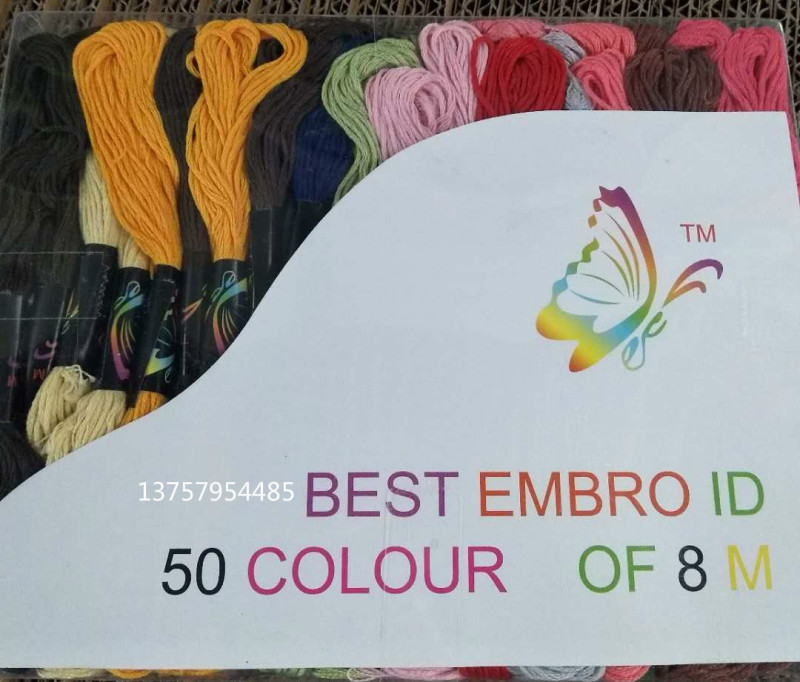 TM
13757954485
BEST EMBRO ID
50 COLOUR OF 8 M